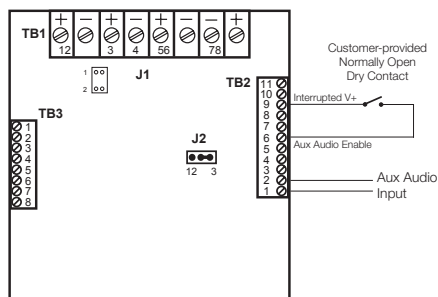 + − + − + − − +
TB1
12 3 4 56 78
J1
1
2
Customer-provided
Normally Open
Dry Contact
TB2
11
10
9 Interrupted V+
8
7
6 Aux Audio Enable
5
4
3
2 Aux Audio
1 Input
TB3
1
2
3
4
5
6
7
8
J2
12 3